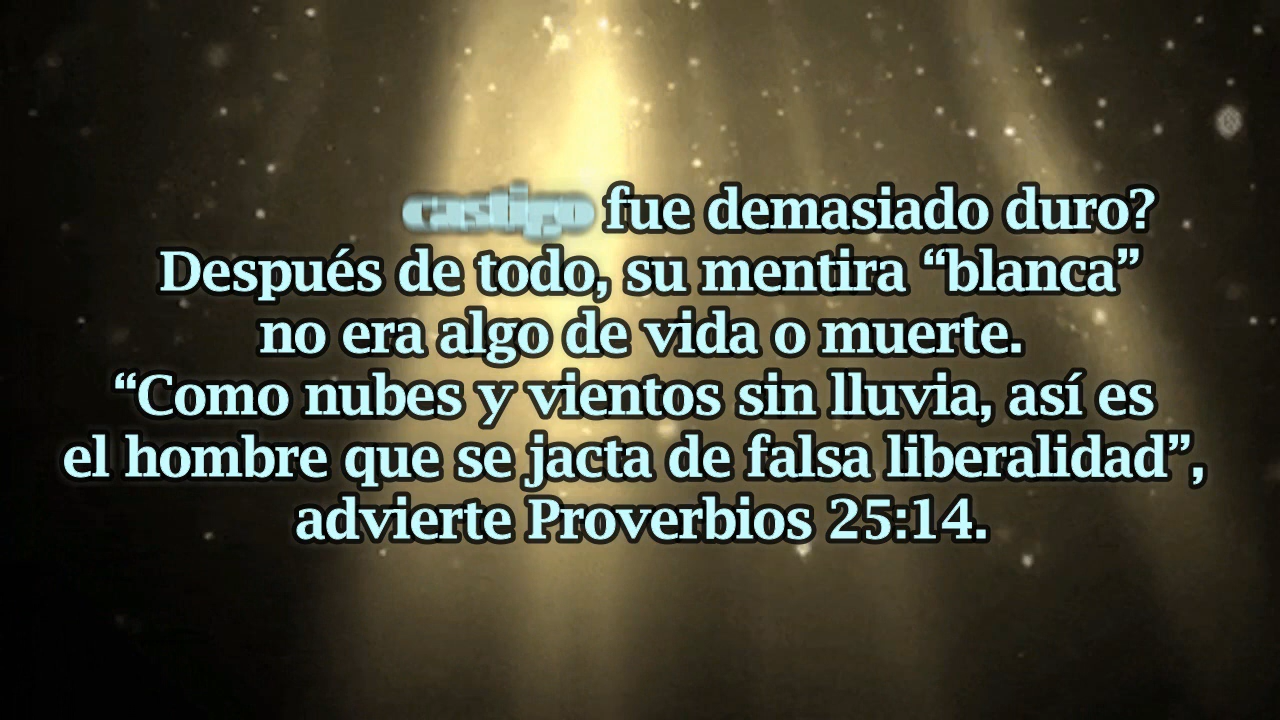 castigo fue demasiado duro?
Después de todo, su mentira “blanca”
no era algo de vida o muerte.
“Como nubes y vientos sin lluvia, así es
el hombre que se jacta de falsa liberalidad”,
advierte Proverbios 25:14.